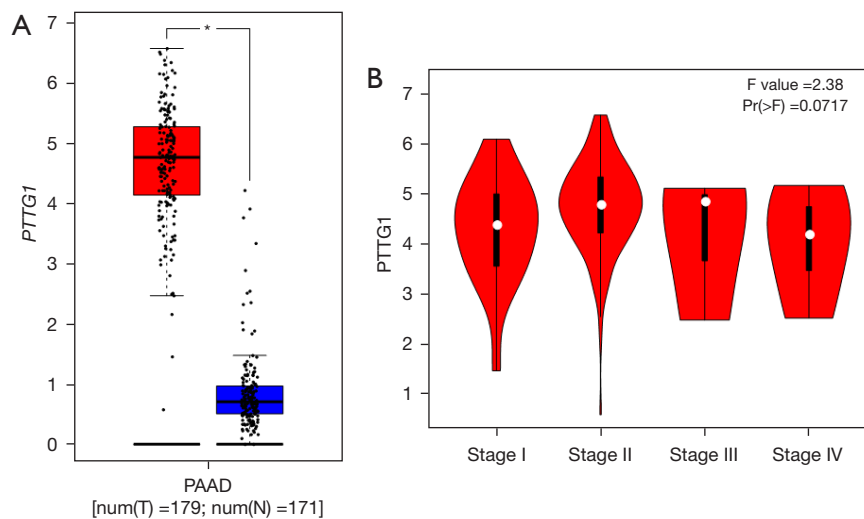 A
7
6
5
4
3
2
1
0
PTTG1
*
PAAD
[num(T) =179; num(N) =171]
B
F value =2.38
Pr(>F) =0.0717
7
6
5
4
3
2
1
PTTG1
Stage I Stage II Stage III Stage IV